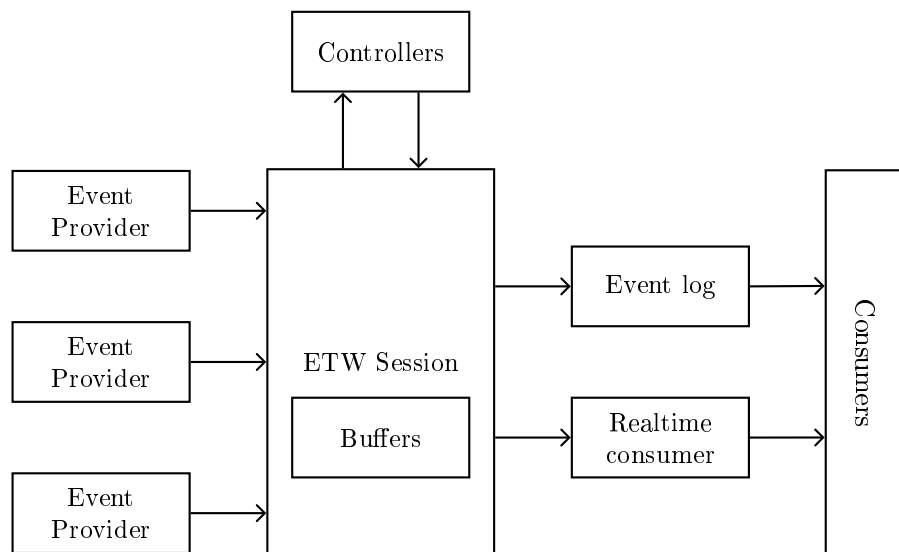 Controllers
Event
Provider
Event
Provider
Event
Provider
ETW Session
Buffers
Event log
Realtime
consumer
Consumers